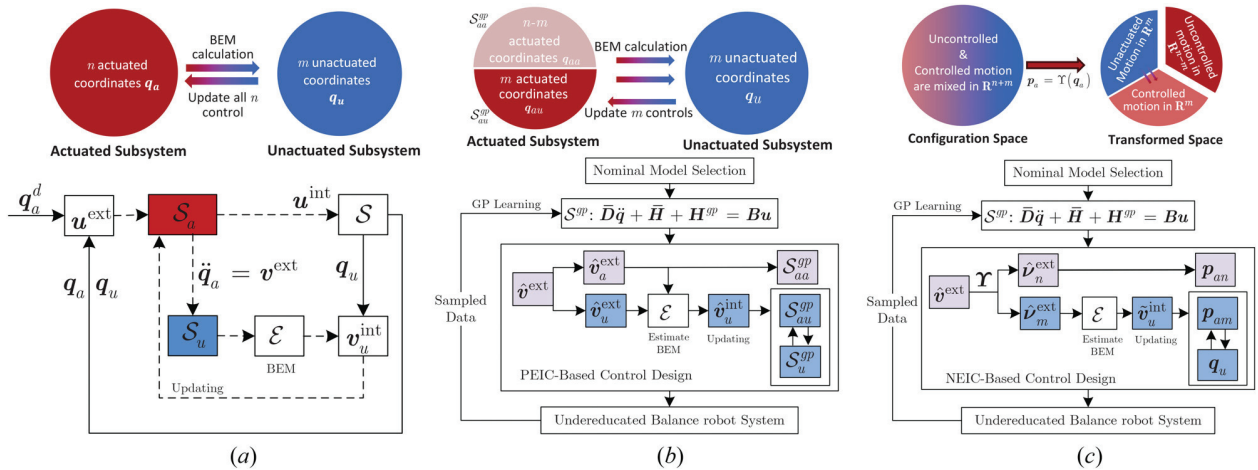 n actuated
coordinates q_a
BEM
calculation
Update all n
control
m unactuated
coordinates
q_u
Actuated Subsystem
Unactuated Subsystem
q_a^d
u^ext
S_a
u^int
S
q̈_a = v^ext
q_a
q_u
q_u
S_u
E
BEM
v_u^int
Updating
(a)
S_aa^gp
n-m
actuated
coordinates q_aa
m actuated
coordinates
q_au
S_au^gp
BEM calculation
Update m controls
m unactuated
coordinates
q_u
Actuated Subsystem
Unactuated Subsystem
Nominal Model Selection
GP Learning
S^gp: D̄q̈ + H̄ + H^gp = Bu
v̂^ext
v̂_a^ext
S_aa^gp
v̂_u^ext
E
v̂_u^int
S_au^gp
S_u^gp
Estimate
BEM
Updating
Sampled
Data
PEIC-Based Control Design
Undereducated Balance robot System
(b)
Uncontrolled
&
Controlled motion
are mixed in R^{n+m}
p_a = Υ(q_a)
Unactuated
Motion in R^m
Uncontrolled
motion in
R^{n-m}
Controlled
motion in R^m
Configuration Space
Transformed Space
Nominal Model Selection
GP Learning
S^gp: D̄q̈ + H̄ + H^gp = Bu
v̂^ext
Υ
ν̂_n^ext
p_an
ν̂_m^ext
E
ṽ_u^int
p_am
q_u
Estimate
BEM
Updating
Sampled
Data
NEIC-Based Control Design
Undereducated Balance robot System
(c)